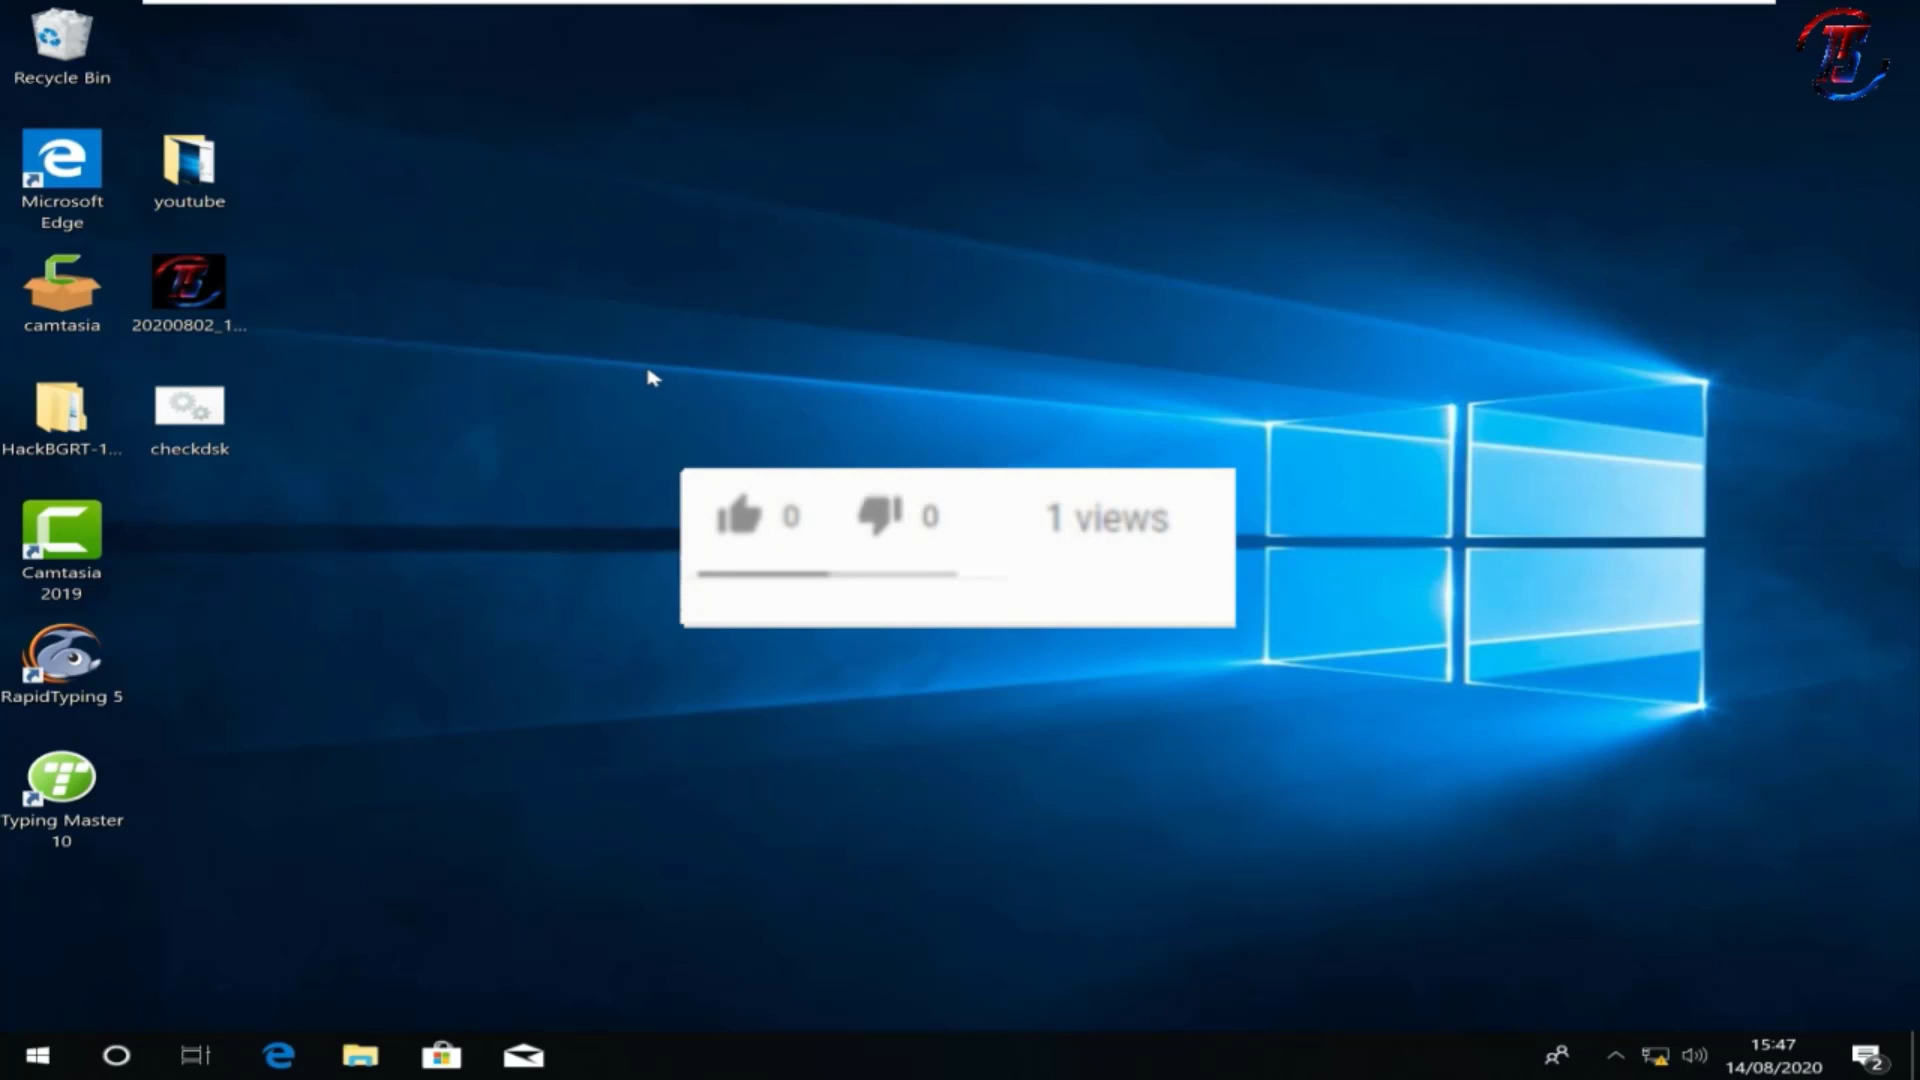 Recycle Bin
Microsoft
Edge
youtube
camtasia
20200802_1...
HackBGRT-1...
checkdsk
0 0 1 views
Camtasia
2019
RapidTyping 5
Typing Master
10
15:47
14/08/2020
2